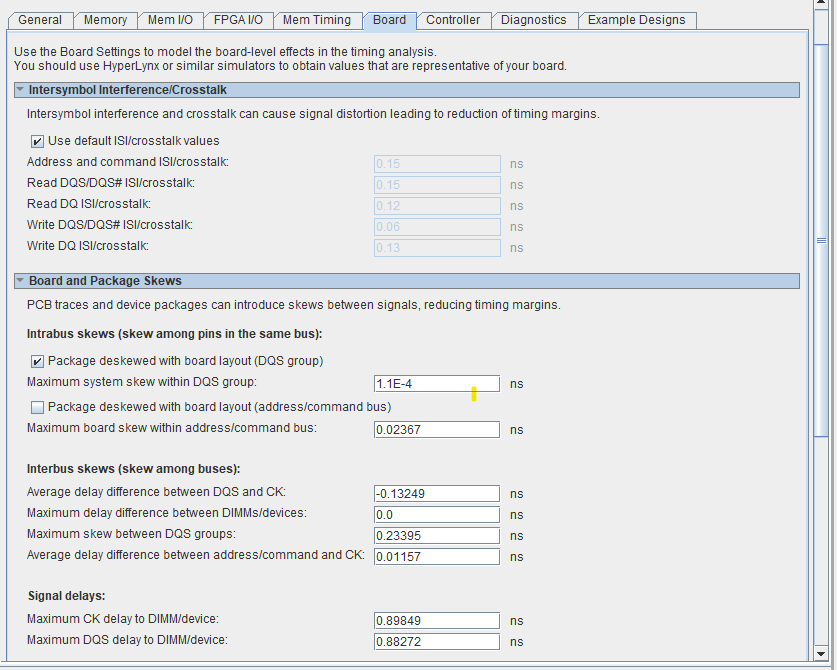 General Memory Mem I/O FPGA I/O Mem Timing Board Controller Diagnostics Example Designs
Use the Board Settings to model the board-level effects in the timing analysis.
You should use HyperLynx or similar simulators to obtain values that are representative of your board.
Intersymbol Interference/Crosstalk
Intersymbol interference and crosstalk can cause signal distortion leading to reduction of timing margins.
Use default ISI/crosstalk values
Address and command ISI/crosstalk: 0.15 ns
Read DQS/DQS# ISI/crosstalk: 0.15 ns
Read DQ ISI/crosstalk: 0.12 ns
Write DQS/DQS# ISI/crosstalk: 0.06 ns
Write DQ ISI/crosstalk: 0.13 ns
Board and Package Skews
PCB traces and device packages can introduce skews between signals, reducing timing margins.
Intrabus skews (skew among pins in the same bus):
Package deskewed with board layout (DQS group)
Maximum system skew within DQS group: 1.1E-4 ns
Package deskewed with board layout (address/command bus)
Maximum board skew within address/command bus: 0.02367 ns
Interbus skews (skew among buses):
Average delay difference between DQS and CK: -0.13249 ns
Maximum delay difference between DIMMs/devices: 0.0 ns
Maximum skew between DQS groups: 0.23395 ns
Average delay difference between address/command and CK: 0.01157 ns
Signal delays:
Maximum CK delay to DIMM/device: 0.89849 ns
Maximum DQS delay to DIMM/device: 0.88272 ns